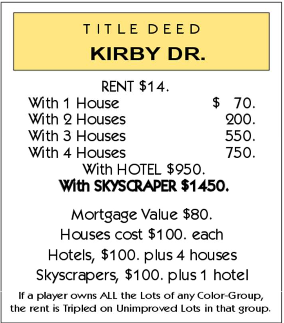 TITLE DEED
KIRBY DR.
RENT $14.
With 1 House $ 70.
With 2 Houses 200.
With 3 Houses 550.
With 4 Houses 750.
With HOTEL $950.
With SKYSCRAPER $1450.
Mortgage Value $80.
Houses cost $100. each
Hotels, $100. plus 4 houses
Skyscrapers, $100. plus 1 hotel
If a player owns ALL the Lots of any Color-Group,
the rent is Tripled on Unimproved Lots in that group.